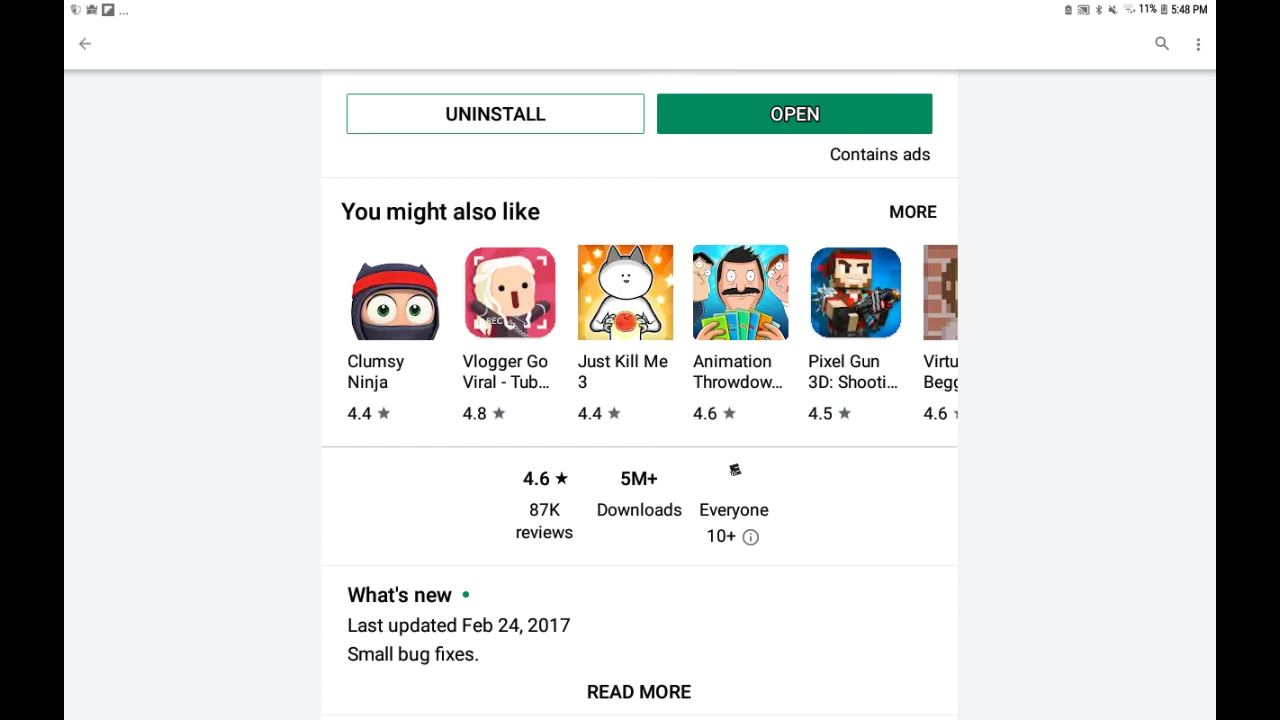 ... 11% 5:48 PM
UNINSTALL OPEN
Contains ads
You might also like MORE
REC
Clumsy Vlogger Go Just Kill Me Animation Pixel Gun Virtu
Ninja Viral - Tub... 3 Throwdow... 3D: Shooti... Begg
4.4 ★ 4.8 ★ 4.4 ★ 4.6 ★ 4.5 ★ 4.6
4.6 ★ 5M+ E
87K Downloads Everyone
reviews 10+
What's new •
Last updated Feb 24, 2017
Small bug fixes.
READ MORE